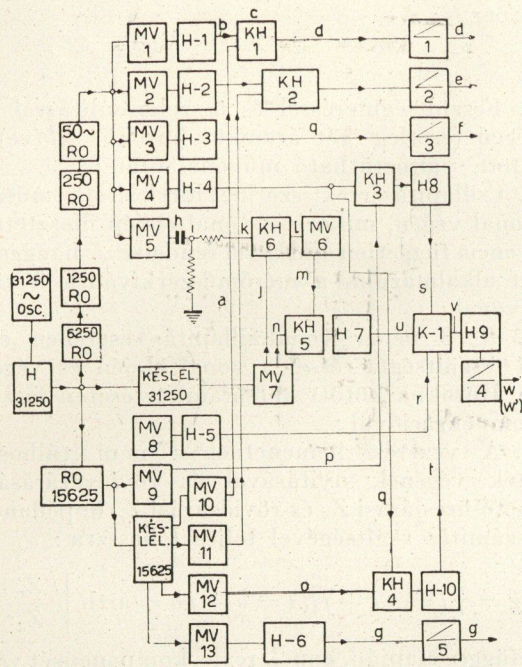 b
c
MV 1
H-1
KH 1
d
1
d
MV 2
H-2
KH 2
2
e
50~ RO
MV 3
H-3
q
3
f
250 RO
MV 4
H-4
KH 3
H8
MV 5
h
i
k
KH 6
l
MV 6
s
31250 ~ OSC.
1250 RO
a
j
m
n
KH 5
H 7
u
K-1
v
H9
6250 RO
H 31250
KÉSLEL. 31250
MV 7
r
4
w
(w')
MV 8
H-5
RO 15625
MV 9
MV 10
p
q
t
KÉS- LEL. 15625
MV 11
MV 12
o
KH 4
H-10
MV 13
H-6
g
5
g